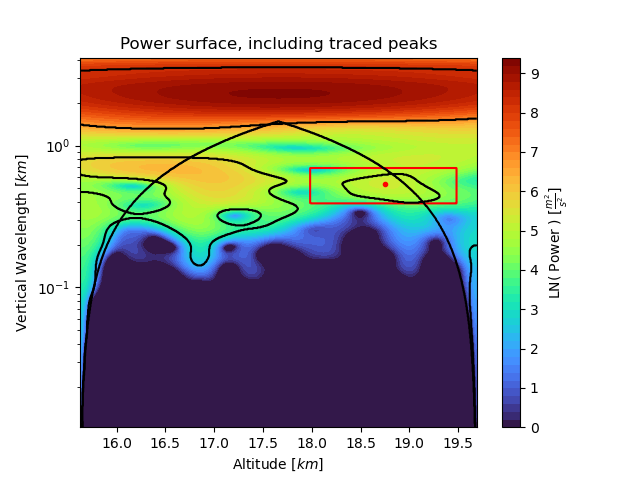 Power surface, including traced peaks
Vertical Wavelength [km]
10⁰
10⁻¹
16.0 16.5 17.0 17.5 18.0 18.5 19.0 19.5
Altitude [km]
9
8
7
6
5
4
3
2
1
0
LN( Power ) [m²/s²]